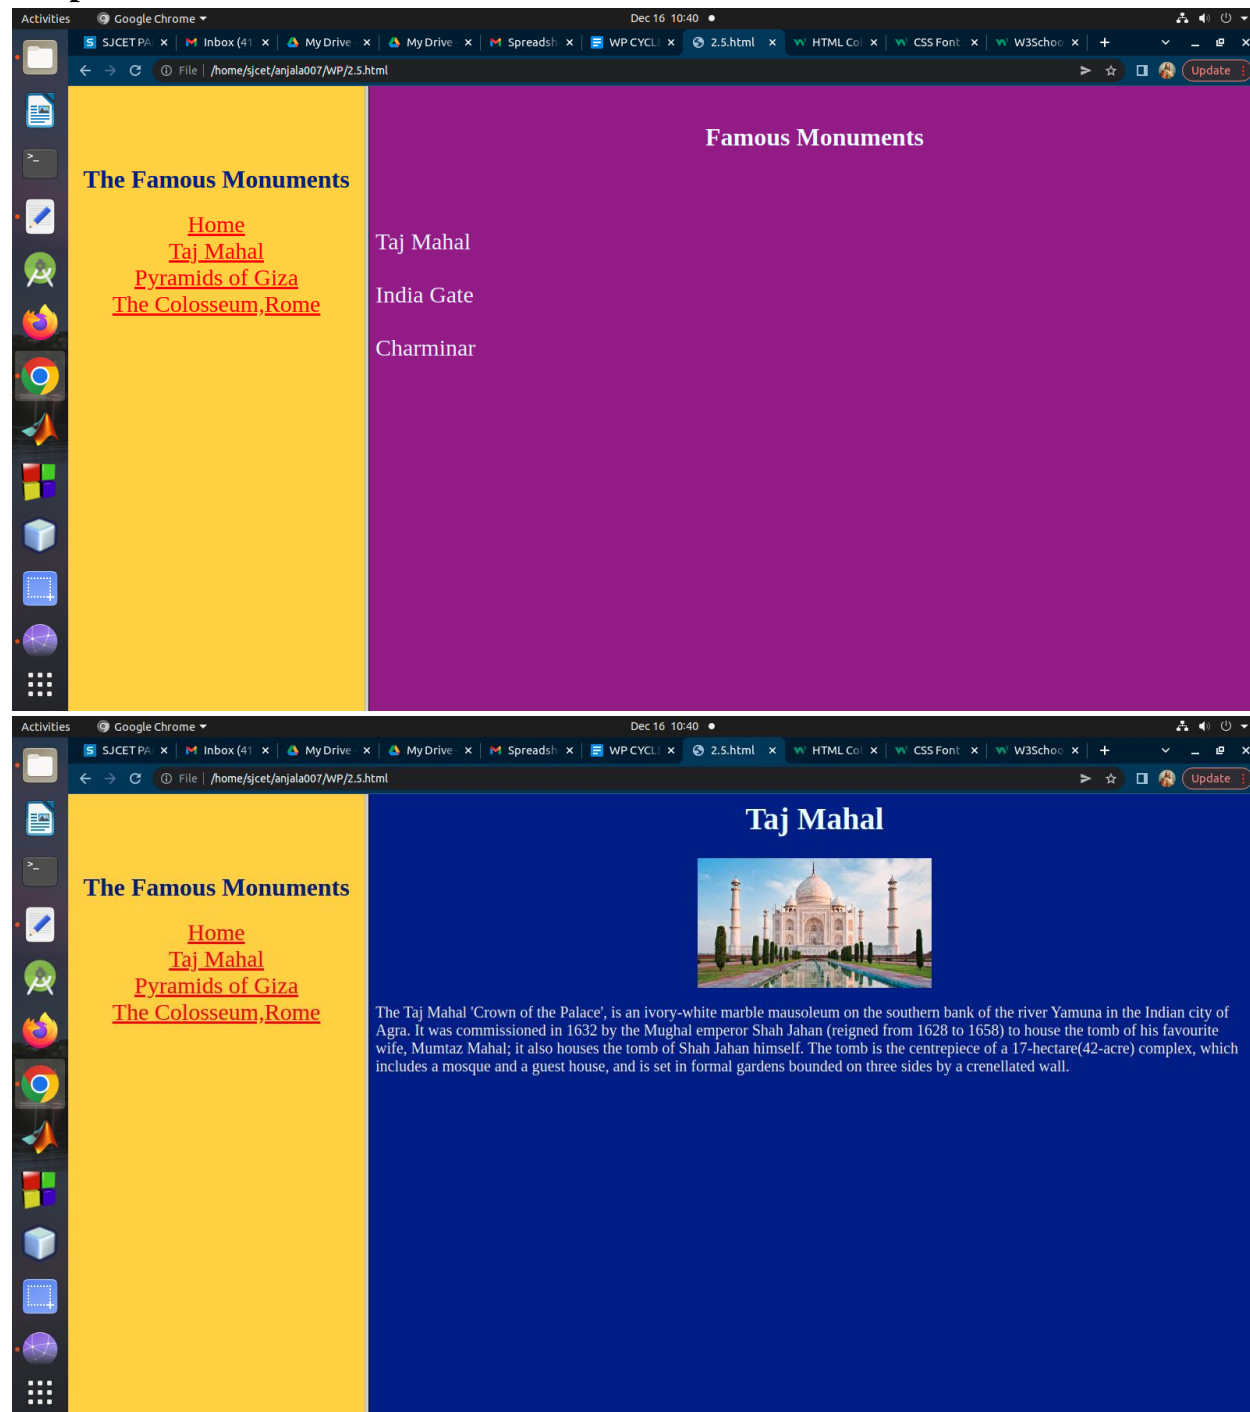 Activities Google Chrome Dec 16 10:40
SJCET PA Inbox (41 My Drive - My Drive - Spreadsh WP CYCLE 2.5.html HTML Col CSS Font W3Schoo
File /home/sjcet/anjala007/WP/2.5.html Update
The Famous Monuments
Home
Taj Mahal
Pyramids of Giza
The Colosseum,Rome
Famous Monuments
Taj Mahal
India Gate
Charminar
Activities Google Chrome Dec 16 10:40
SJCET PA Inbox (41 My Drive - My Drive - Spreadsh WP CYCLE 2.5.html HTML Col CSS Font W3Schoo
File /home/sjcet/anjala007/WP/2.5.html Update
The Famous Monuments
Home
Taj Mahal
Pyramids of Giza
The Colosseum,Rome
Taj Mahal
The Taj Mahal 'Crown of the Palace', is an ivory-white marble mausoleum on the southern bank of the river Yamuna in the Indian city of
Agra. It was commissioned in 1632 by the Mughal emperor Shah Jahan (reigned from 1628 to 1658) to house the tomb of his favourite
wife, Mumtaz Mahal; it also houses the tomb of Shah Jahan himself. The tomb is the centrepiece of a 17-hectare(42-acre) complex, which
includes a mosque and a guest house, and is set in formal gardens bounded on three sides by a crenellated wall.